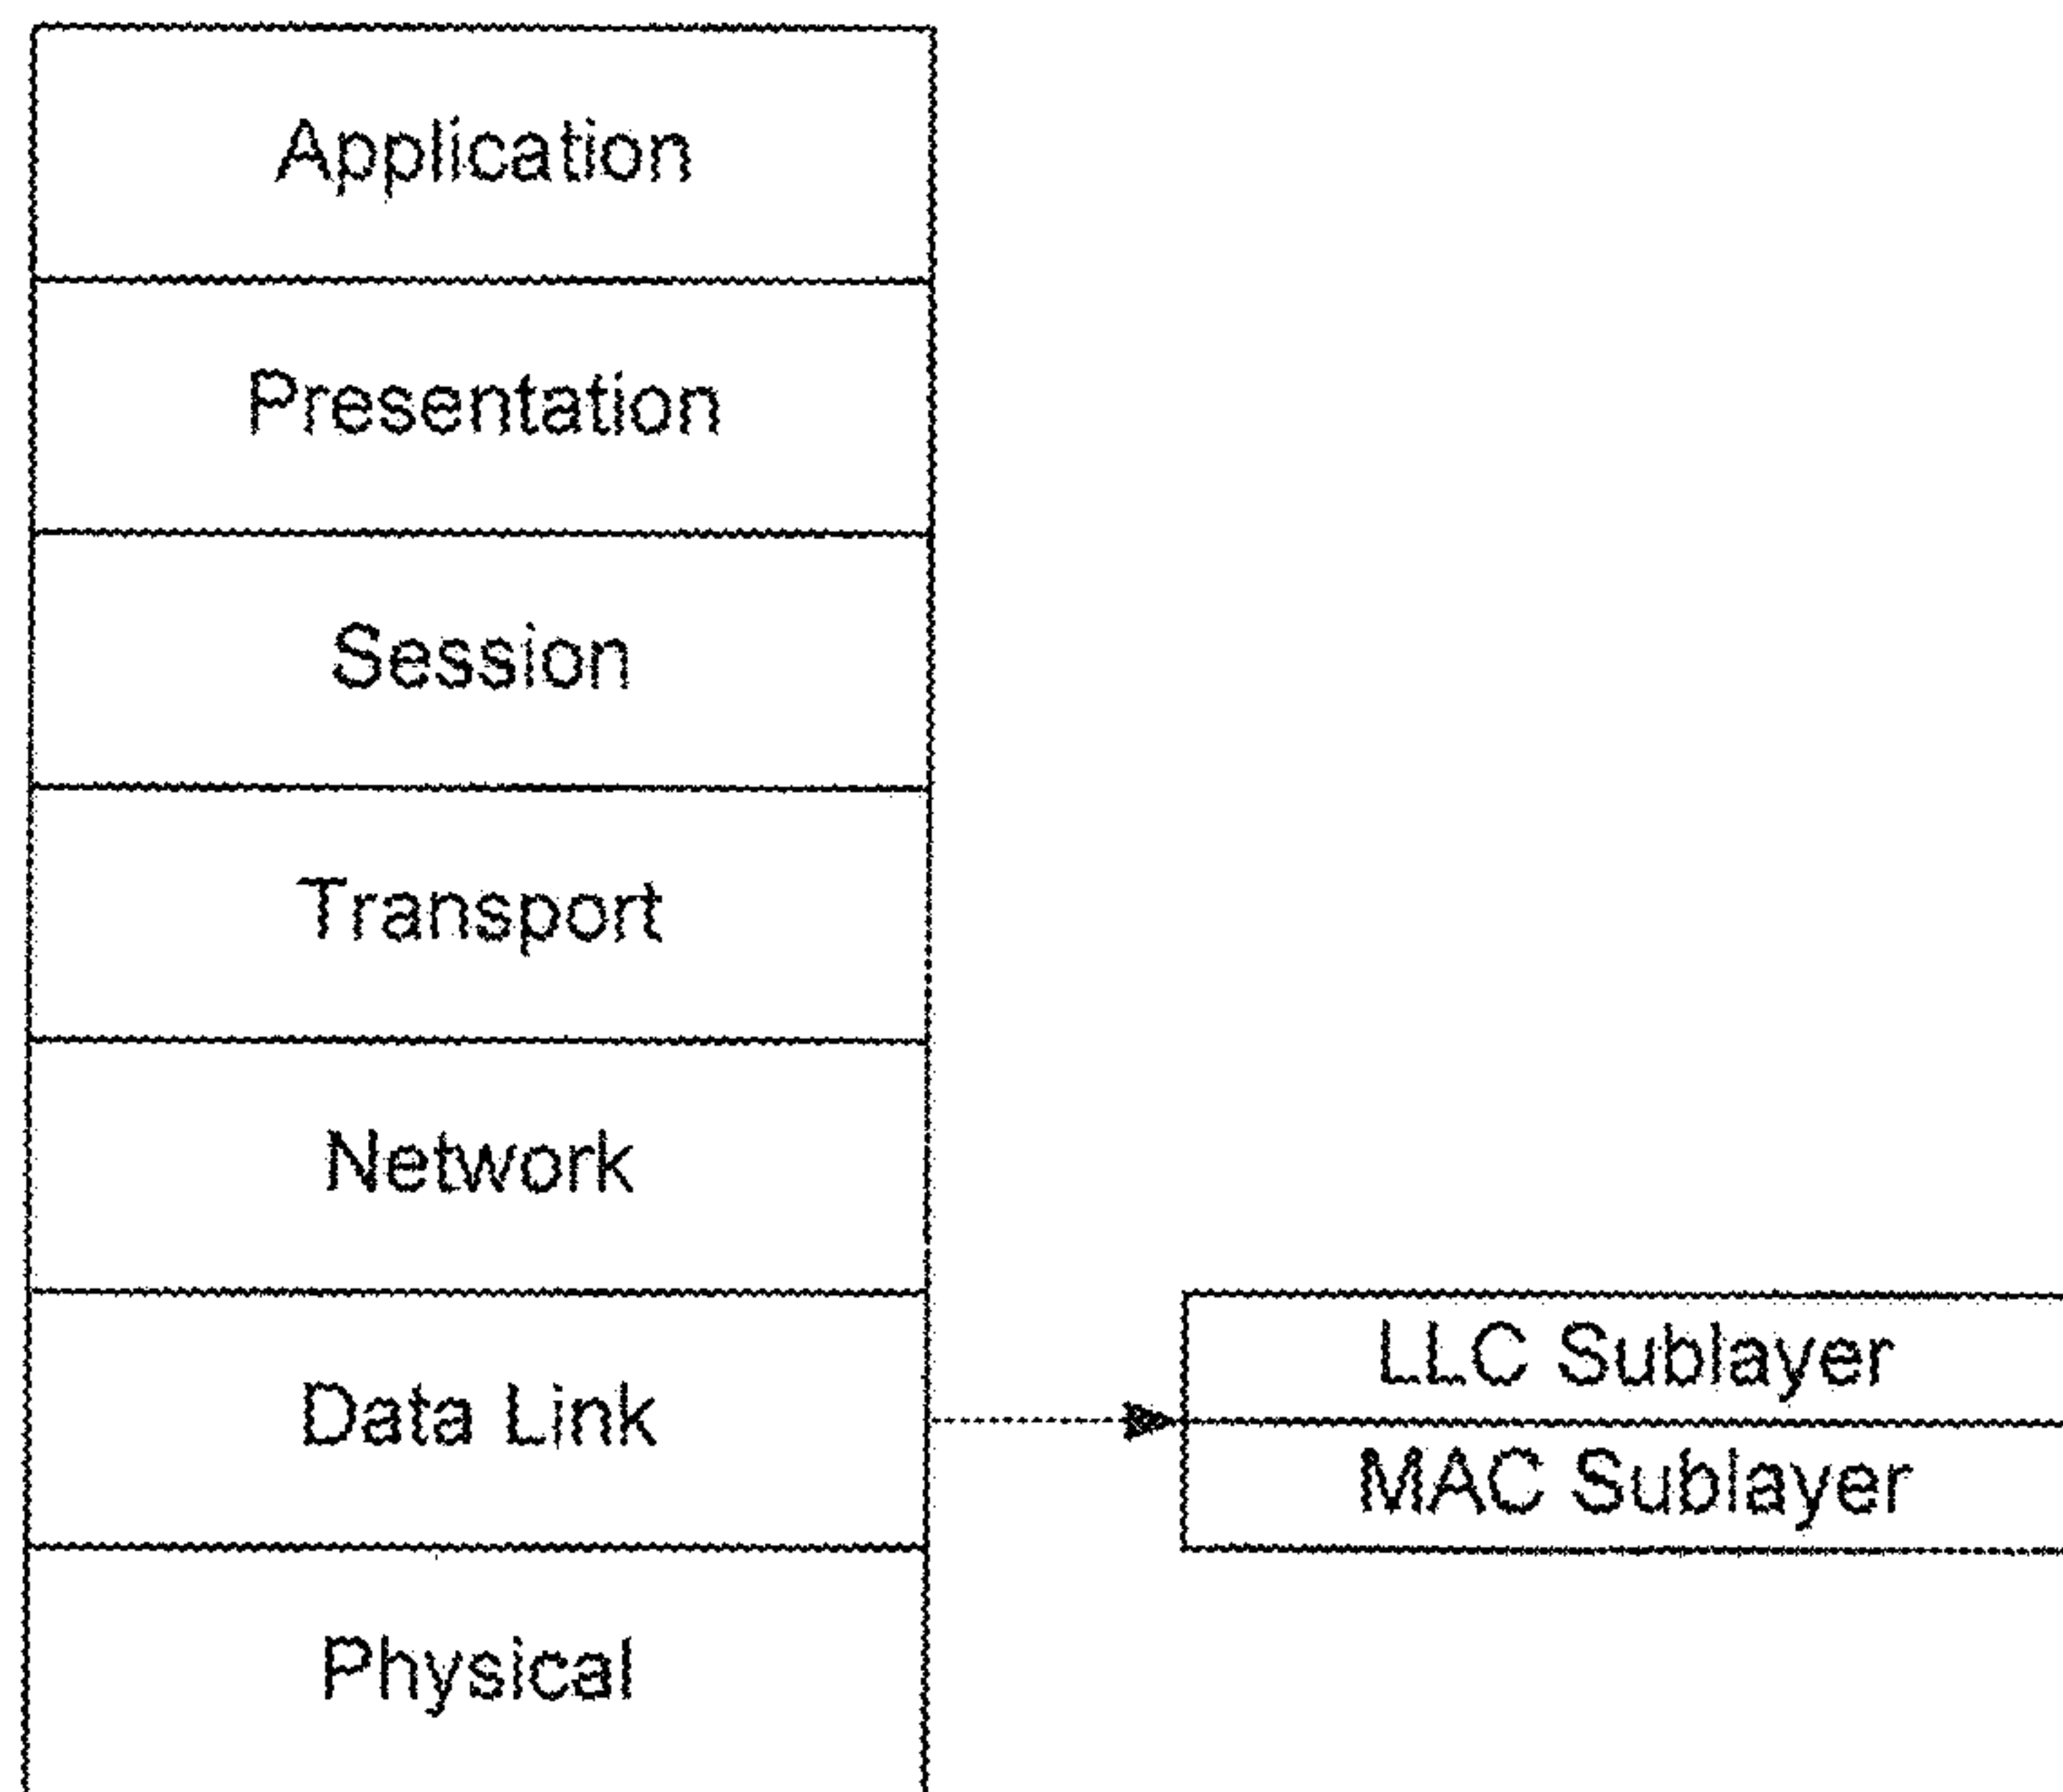 Application
Presentation
Session
Transport
Network
Data Link
LLC Sublayer
MAC Sublayer
Physical